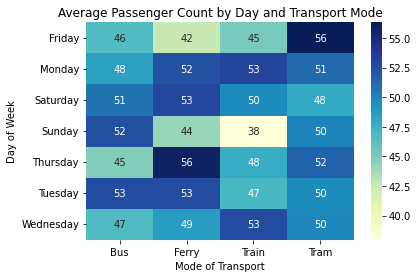 Average Passenger Count by Day and Transport Mode
Friday 46 42 45 56
Monday 48 52 53 51
Saturday 51 53 50 48
Sunday 52 44 38 50
Thursday 45 56 48 52
Tuesday 53 53 47 50
Wednesday 47 49 53 50
Bus Ferry Train Tram
Mode of Transport
Day of Week
55.0
52.5
50.0
47.5
45.0
42.5
40.0